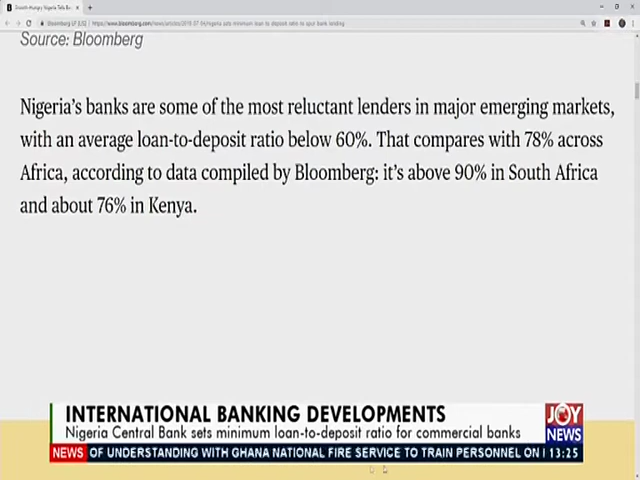 Source: Bloomberg
Nigeria's banks are some of the most reluctant lenders in major emerging markets,
with an average loan-to-deposit ratio below 60%. That compares with 78% across
Africa, according to data compiled by Bloomberg: it's above 90% in South Africa
and about 76% in Kenya.
INTERNATIONAL BANKING DEVELOPMENTS
Nigeria Central Bank sets minimum loan-to-deposit ratio for commercial banks
JOY
NEWS
NEWS OF UNDERSTANDING WITH GHANA NATIONAL FIRE SERVICE TO TRAIN PERSONNEL ON 13:25